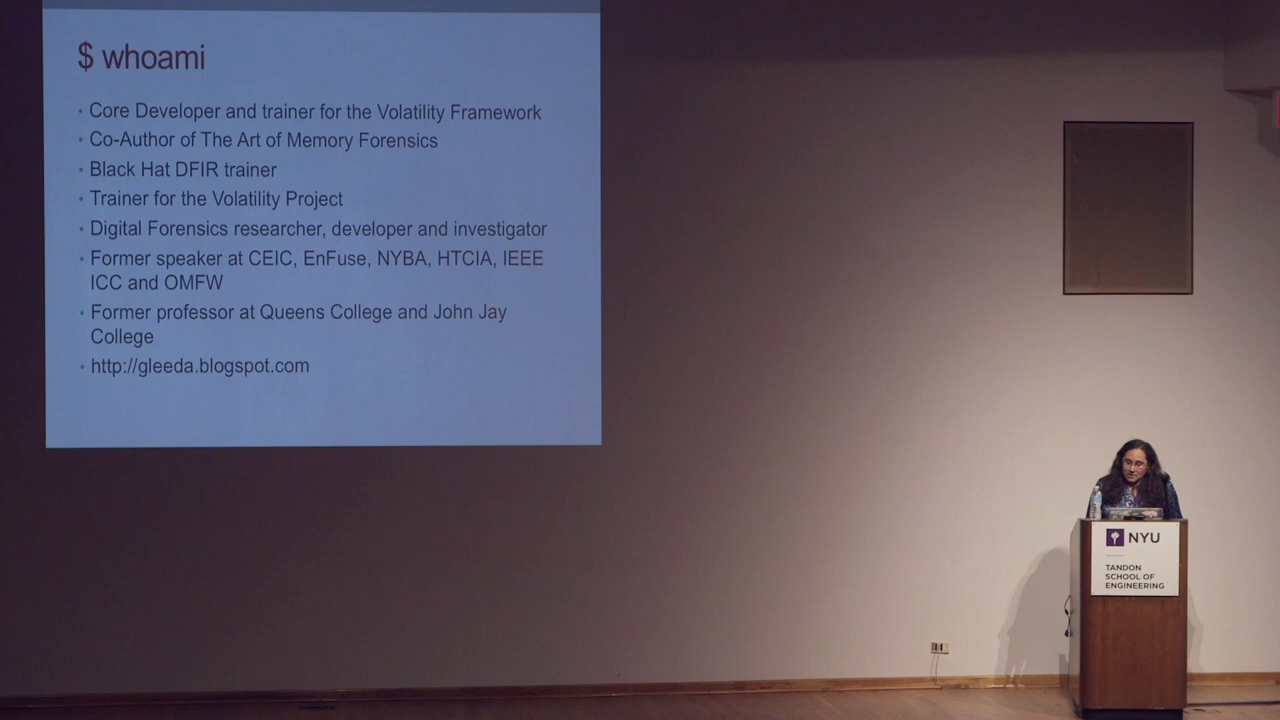 $ whoami
• Core Developer and trainer for the Volatility Framework
• Co-Author of The Art of Memory Forensics
• Black Hat DFIR trainer
• Trainer for the Volatility Project
• Digital Forensics researcher, developer and investigator
• Former speaker at CEIC, EnFuse, NYBA, HTCIA, IEEE
ICC and OMFW
• Former professor at Queens College and John Jay
College
• http://gleeda.blogspot.com
NYU
TANDON
SCHOOL OF
ENGINEERING